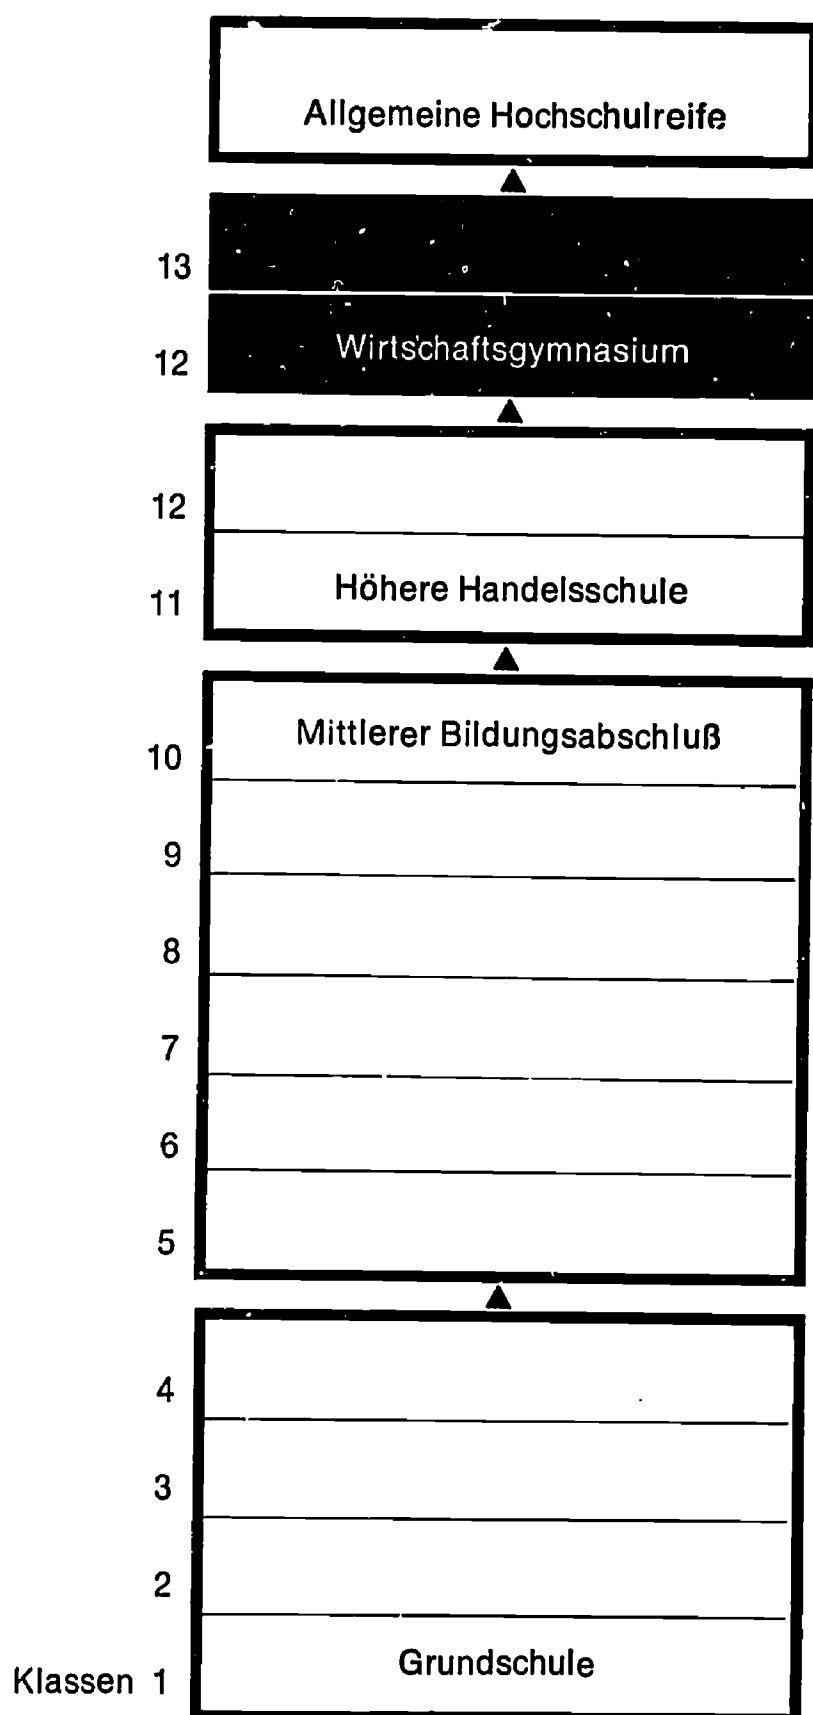 Allgemeine Hochschulreife
13
12 Wirtschaftsgymnasium
12
11 Höhere Handelsschule
10 Mittlerer Bildungsabschluß
9
8
7
6
5
4
3
2
Klassen 1 Grundschule